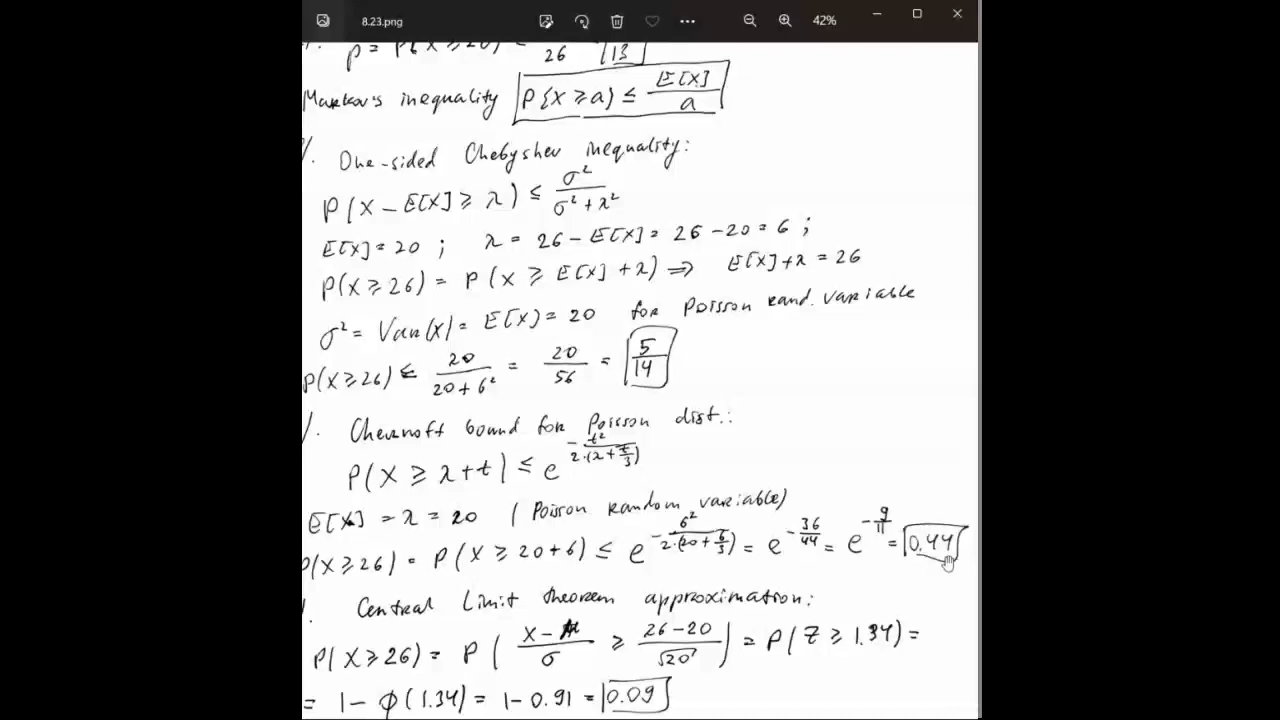 8.23.png
42%
p = P(X ≥ 20) = 26 13
Markov's inequality P{X ≥ a} ≤ E[X]/a
One-sided Chebyshev inequality:
P(X − E[X] ≥ λ) ≤ σ²/(σ² + λ²)
E[X] = 20 ; λ = 26 − E[X] = 26 − 20 = 6 ;
P(X ≥ 26) = P(X ≥ E[X] + λ) ⇒ E[X] + λ = 26
σ² = Var(X) = E[X] = 20 for Poisson rand. variable
P(X ≥ 26) ≤ 20/(20 + 6²) = 20/56 = 5/14
Chernoff bound for Poisson dist.:
P(X ≥ λ + t) ≤ e^(−t²/(2·(λ + t/3)))
E[X] = λ = 20 (Poisson random variable)
P(X ≥ 26) = P(X ≥ 20 + 6) ≤ e^(−6²/(2·(20 + 6/3))) = e^(−36/44) = e^(−9/11) = 0.44
Central Limit theorem approximation:
P(X ≥ 26) = P((X − μ)/σ ≥ (26 − 20)/√20) = P(Z ≥ 1.34) =
= 1 − φ(1.34) = 1 − 0.91 = 0.09